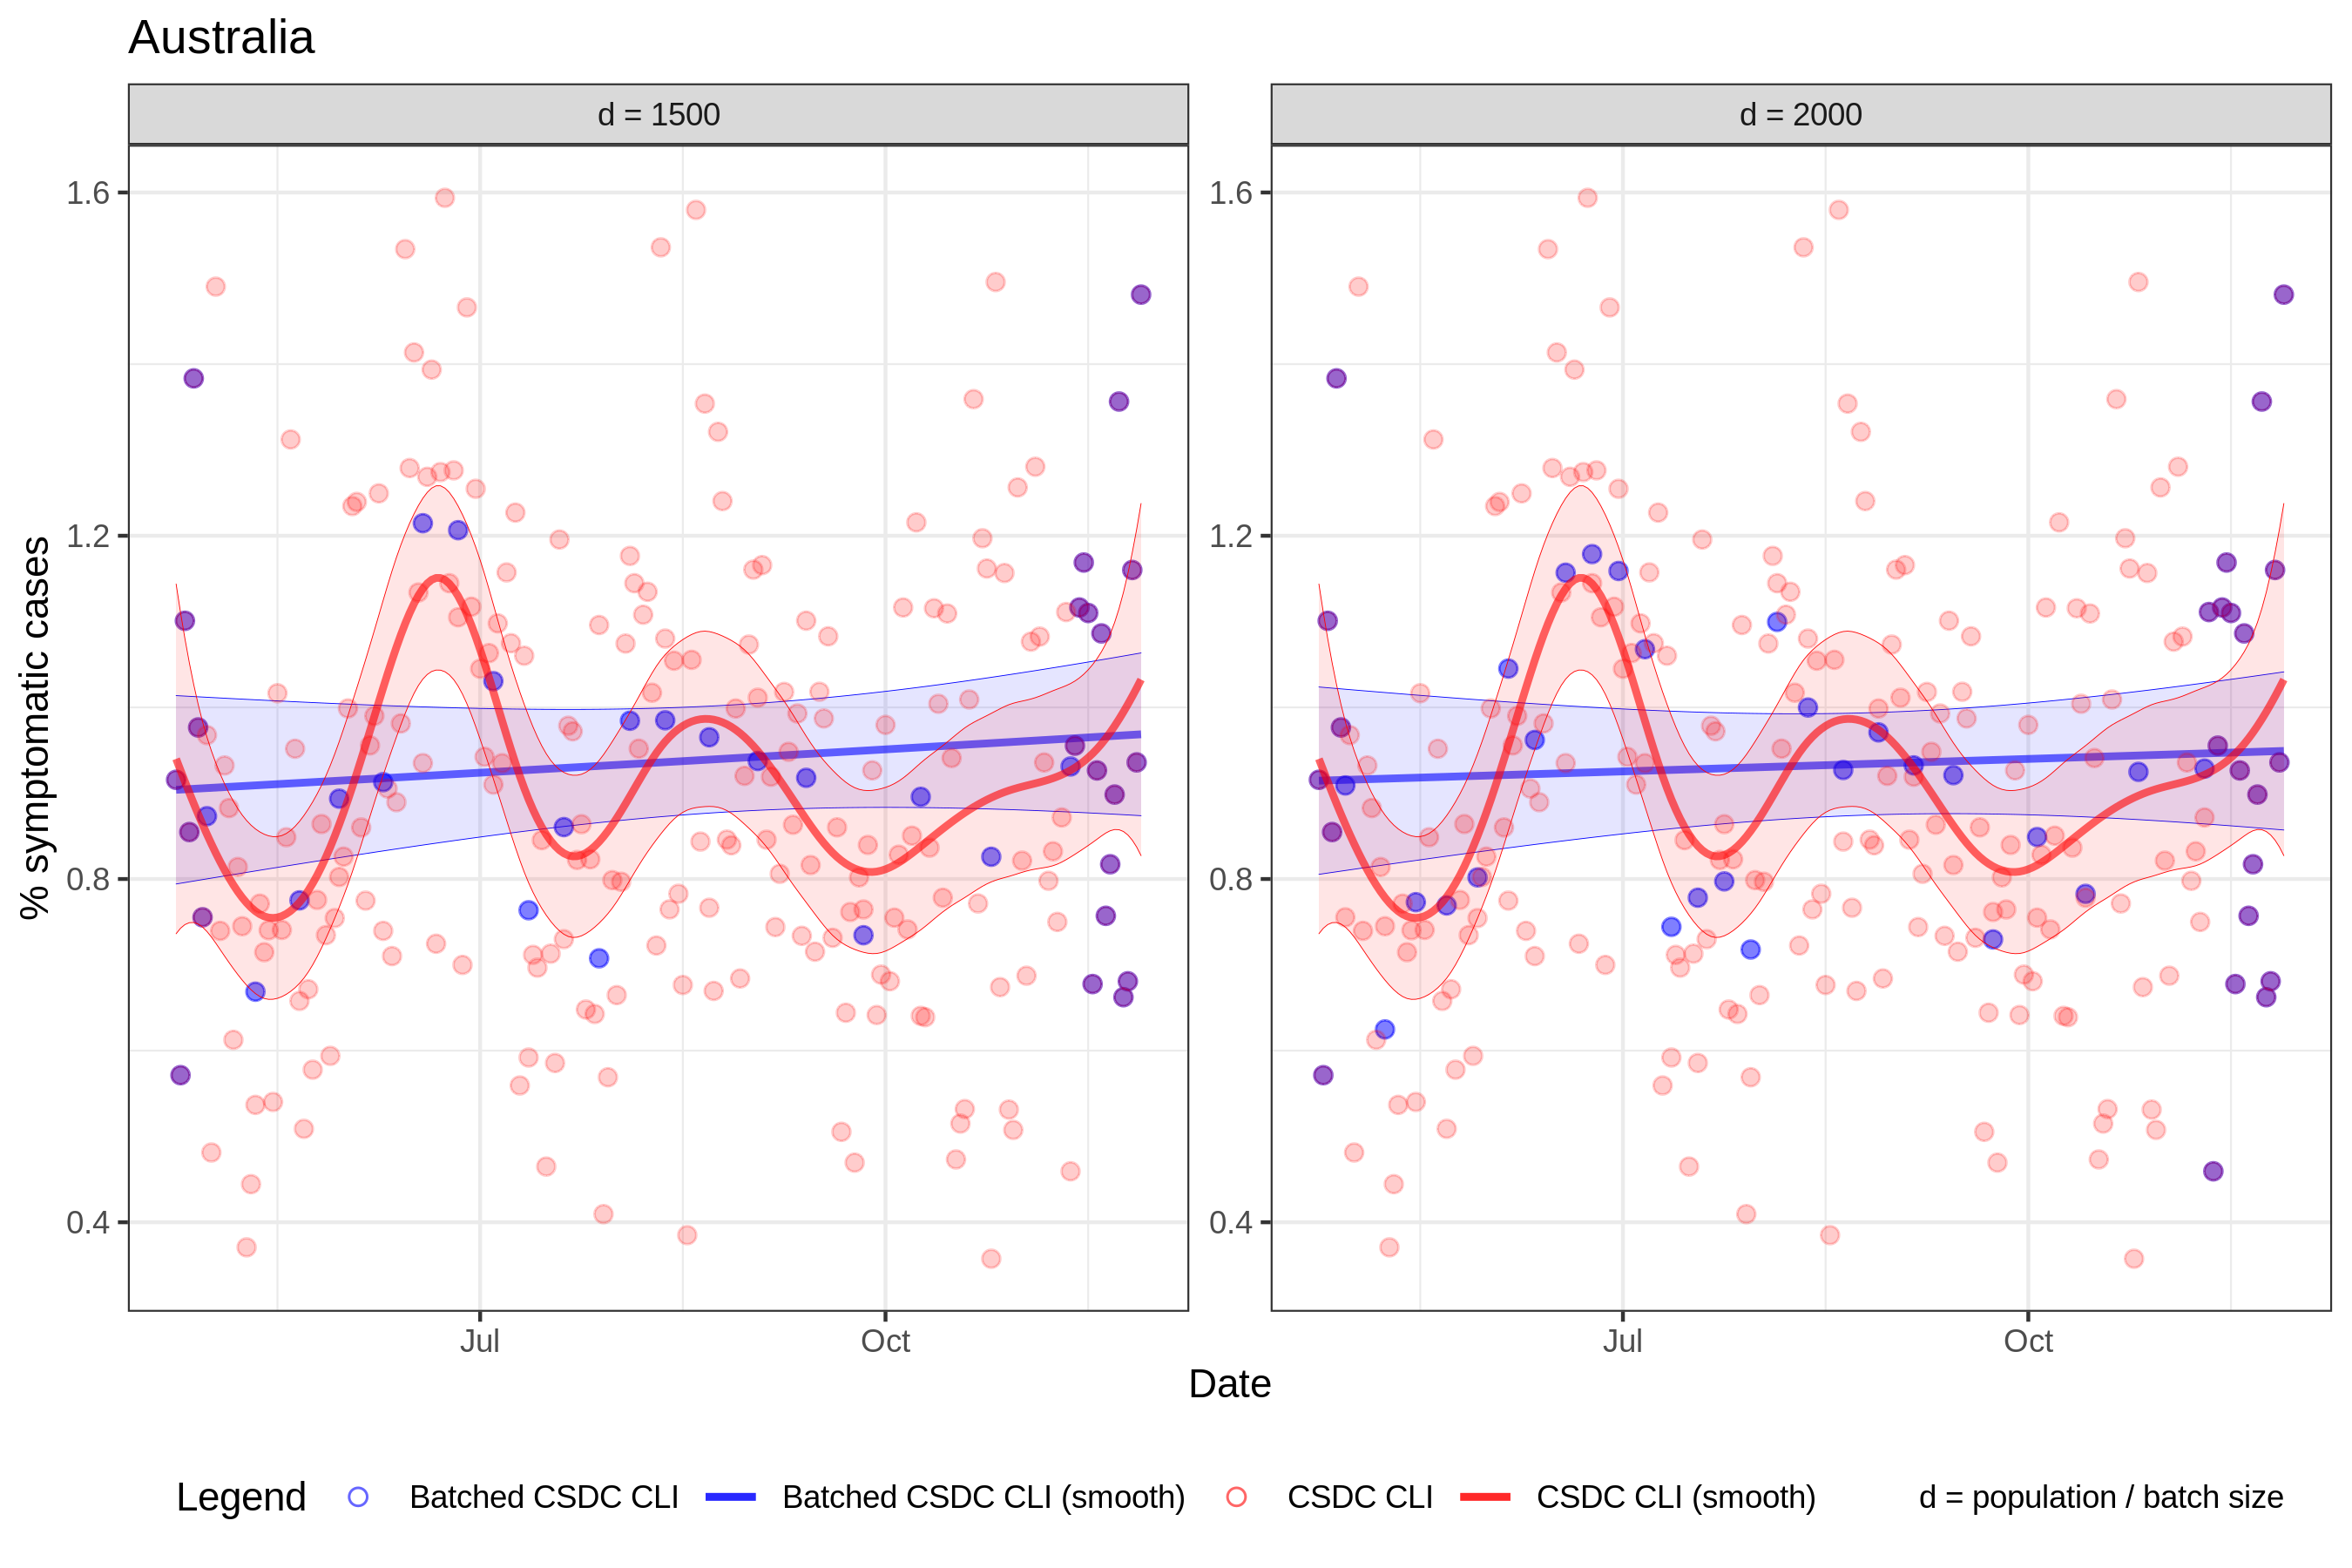 Australia
d = 1500
d = 2000
% symptomatic cases
1.6
1.2
0.8
0.4
1.6
1.2
0.8
0.4
Jul
Oct
Jul
Oct
Date
Legend
Batched CSDC CLI
Batched CSDC CLI (smooth)
CSDC CLI
CSDC CLI (smooth)
d = population / batch size